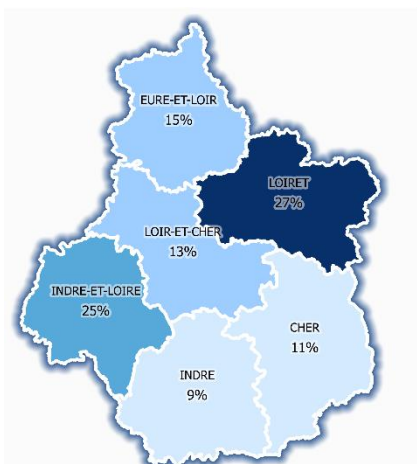 EURE-ET-LOIR
15%
LOIRET
27%
LOIR-ET-CHER
13%
INDRE-ET-LOIRE
25%
CHER
11%
INDRE
9%